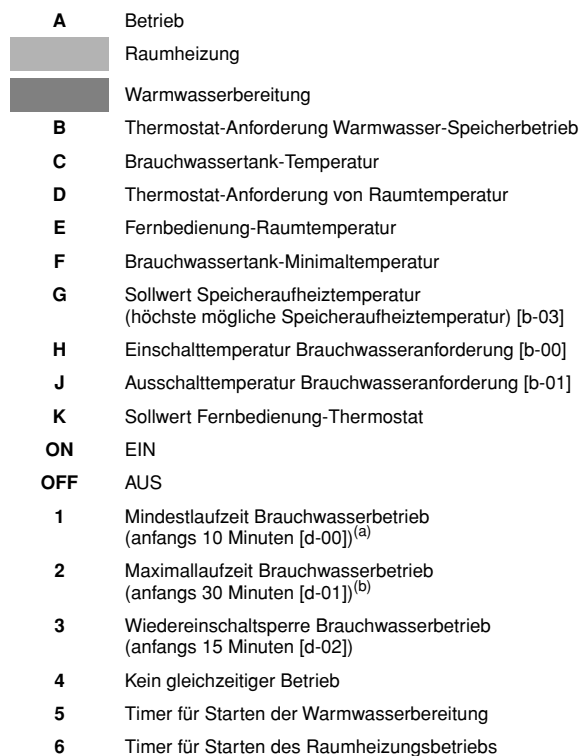 A Betrieb
Raumheizung
Warmwasserbereitung
B Thermostat-Anforderung Warmwasser-Speicherbetrieb
C Brauchwassertank-Temperatur
D Thermostat-Anforderung von Raumtemperatur
E Fernbedienung-Raumtemperatur
F Brauchwassertank-Minimaltemperatur
G Sollwert Speicheraufheiztemperatur
(höchste mögliche Speicheraufheiztemperatur) [b-03]
H Einschalttemperatur Brauchwasseranforderung [b-00]
J Ausschalttemperatur Brauchwasseranforderung [b-01]
K Sollwert Fernbedienung-Thermostat
ON EIN
OFF AUS
1 Mindestlaufzeit Brauchwasserbetrieb
(anfangs 10 Minuten [d-00])(a)
2 Maximallaufzeit Brauchwasserbetrieb
(anfangs 30 Minuten [d-01])(b)
3 Wiedereinschaltsperre Brauchwasserbetrieb
(anfangs 15 Minuten [d-02])
4 Kein gleichzeitiger Betrieb
5 Timer für Starten der Warmwasserbereitung
6 Timer für Starten des Raumheizungsbetriebs